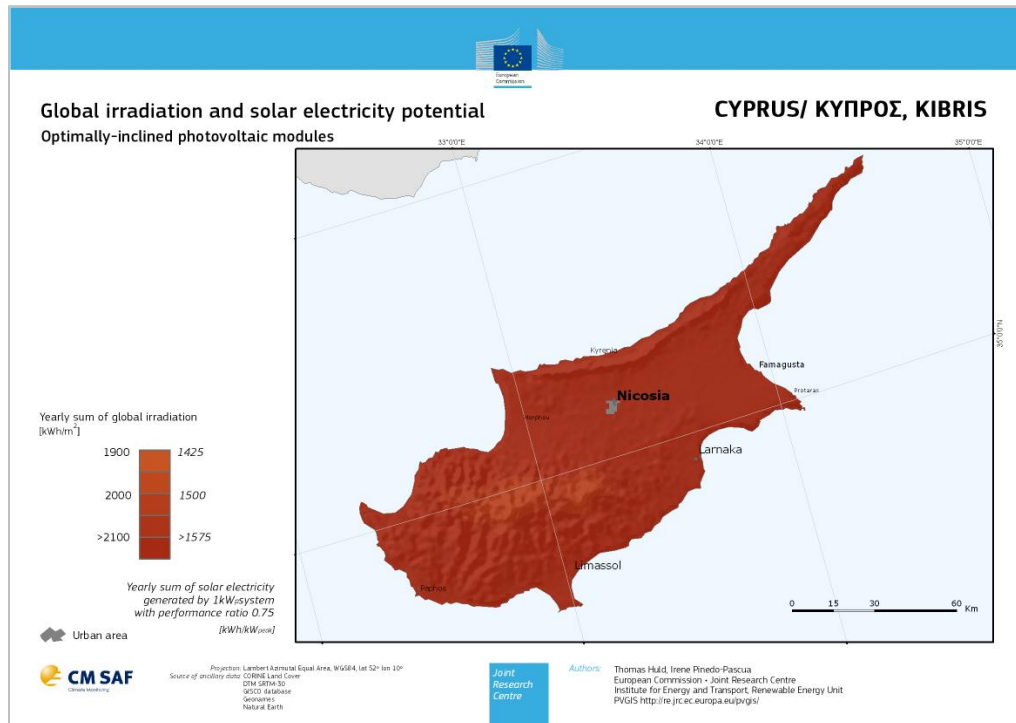 European
Commission
Global irradiation and solar electricity potential
Optimally-inclined photovoltaic modules
CYPRUS/ ΚΥΠΡΟΣ, KIBRIS
33°0'0"E
34°0'0"E
35°0'0"E
35°0'0"N
Kyrenia
Nicosia
Famagusta
Protaras
Morphou
Larnaka
Limassol
Paphos
Yearly sum of global irradiation
[kWh/m²]
1900 1425
2000 1500
>2100 >1575
Yearly sum of solar electricity
generated by 1kWpsystem
with performance ratio 0.75
[kWh/kWpeak]
Urban area
0 15 30 60 Km
CM SAF
Climate Monitoring
Projection: Lambert Azimutal Equal Area, WGS84, lat 52° lon 10°
Source of ancillary data: CORINE Land Cover
DTM SRTM-30
GISCO database
Geonames
Natural Earth
Joint
Research
Centre
Authors: Thomas Huld, Irene Pinedo-Pascua
European Commission - Joint Research Centre
Institute for Energy and Transport, Renewable Energy Unit
PVGIS http://re.jrc.ec.europa.eu/pvgis/